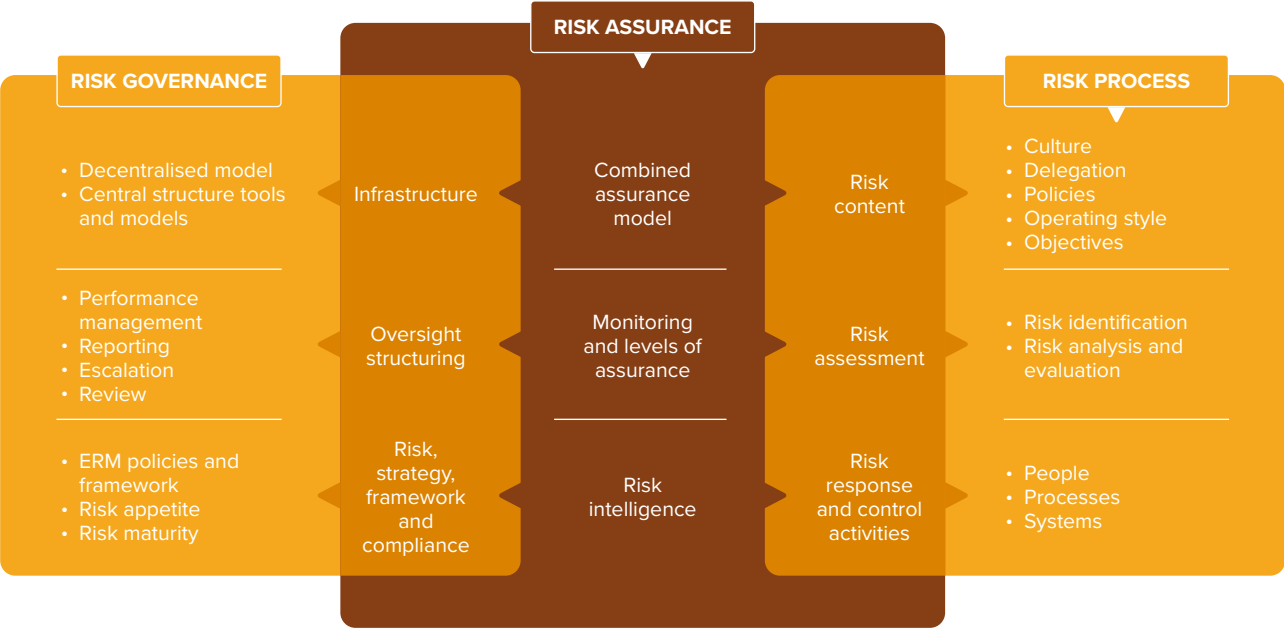 RISK ASSURANCE
RISK GOVERNANCE
• Decentralised model
• Central structure tools
and models
• Performance
management
• Reporting
• Escalation
• Review
• ERM policies and
framework
• Risk appetite
• Risk maturity
Infrastructure
Oversight
structuring
Risk,
strategy,
framework
and
compliance
Combined
assurance
model
Monitoring
and levels of
assurance
Risk
intelligence
Risk
content
Risk
assessment
Risk
response
and control
activities
RISK PROCESS
• Culture
• Delegation
• Policies
• Operating style
• Objectives
• Risk identification
• Risk analysis and
evaluation
• People
• Processes
• Systems